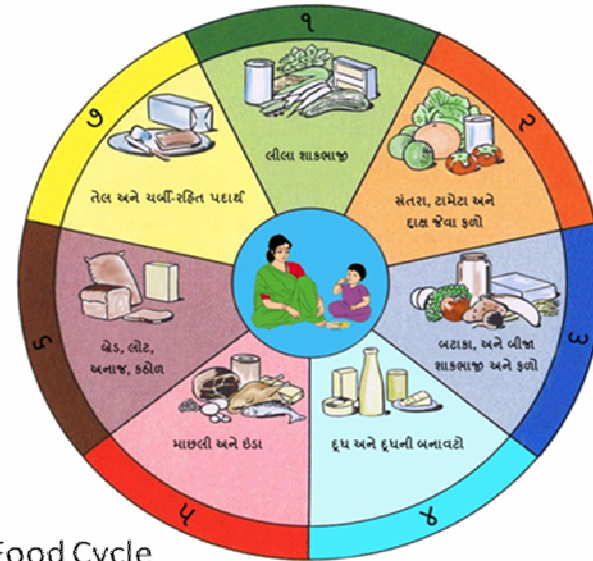 ૧
લીલા શાકભાજી
૨
સંતરા, ટામેટા અને
દ્રાક્ષ જેવા ફળો
૩
બટાકા, અને બીજા
શાકભાજી અને ફળો
૪
દૂધ અને દૂધની બનાવટો
૫
માછલી અને ઇંડા
૬
બ્રેડ, લોટ,
અનાજ, કઠોળ
૭
તેલ અને ચર્બી-રહિત પદાર્થ
Food Cycle